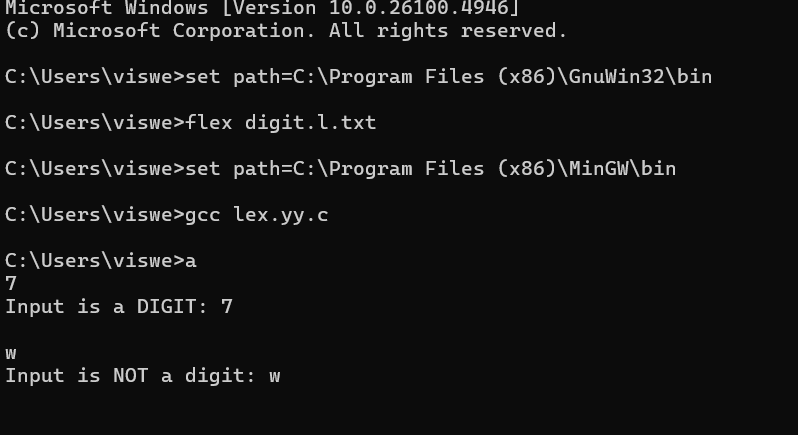 Microsoft Windows [Version 10.0.26100.4946]
(c) Microsoft Corporation. All rights reserved.
C:\Users\viswe>set path=C:\Program Files (x86)\GnuWin32\bin
C:\Users\viswe>flex digit.l.txt
C:\Users\viswe>set path=C:\Program Files (x86)\MinGW\bin
C:\Users\viswe>gcc lex.yy.c
C:\Users\viswe>a
7
Input is a DIGIT: 7
w
Input is NOT a digit: w